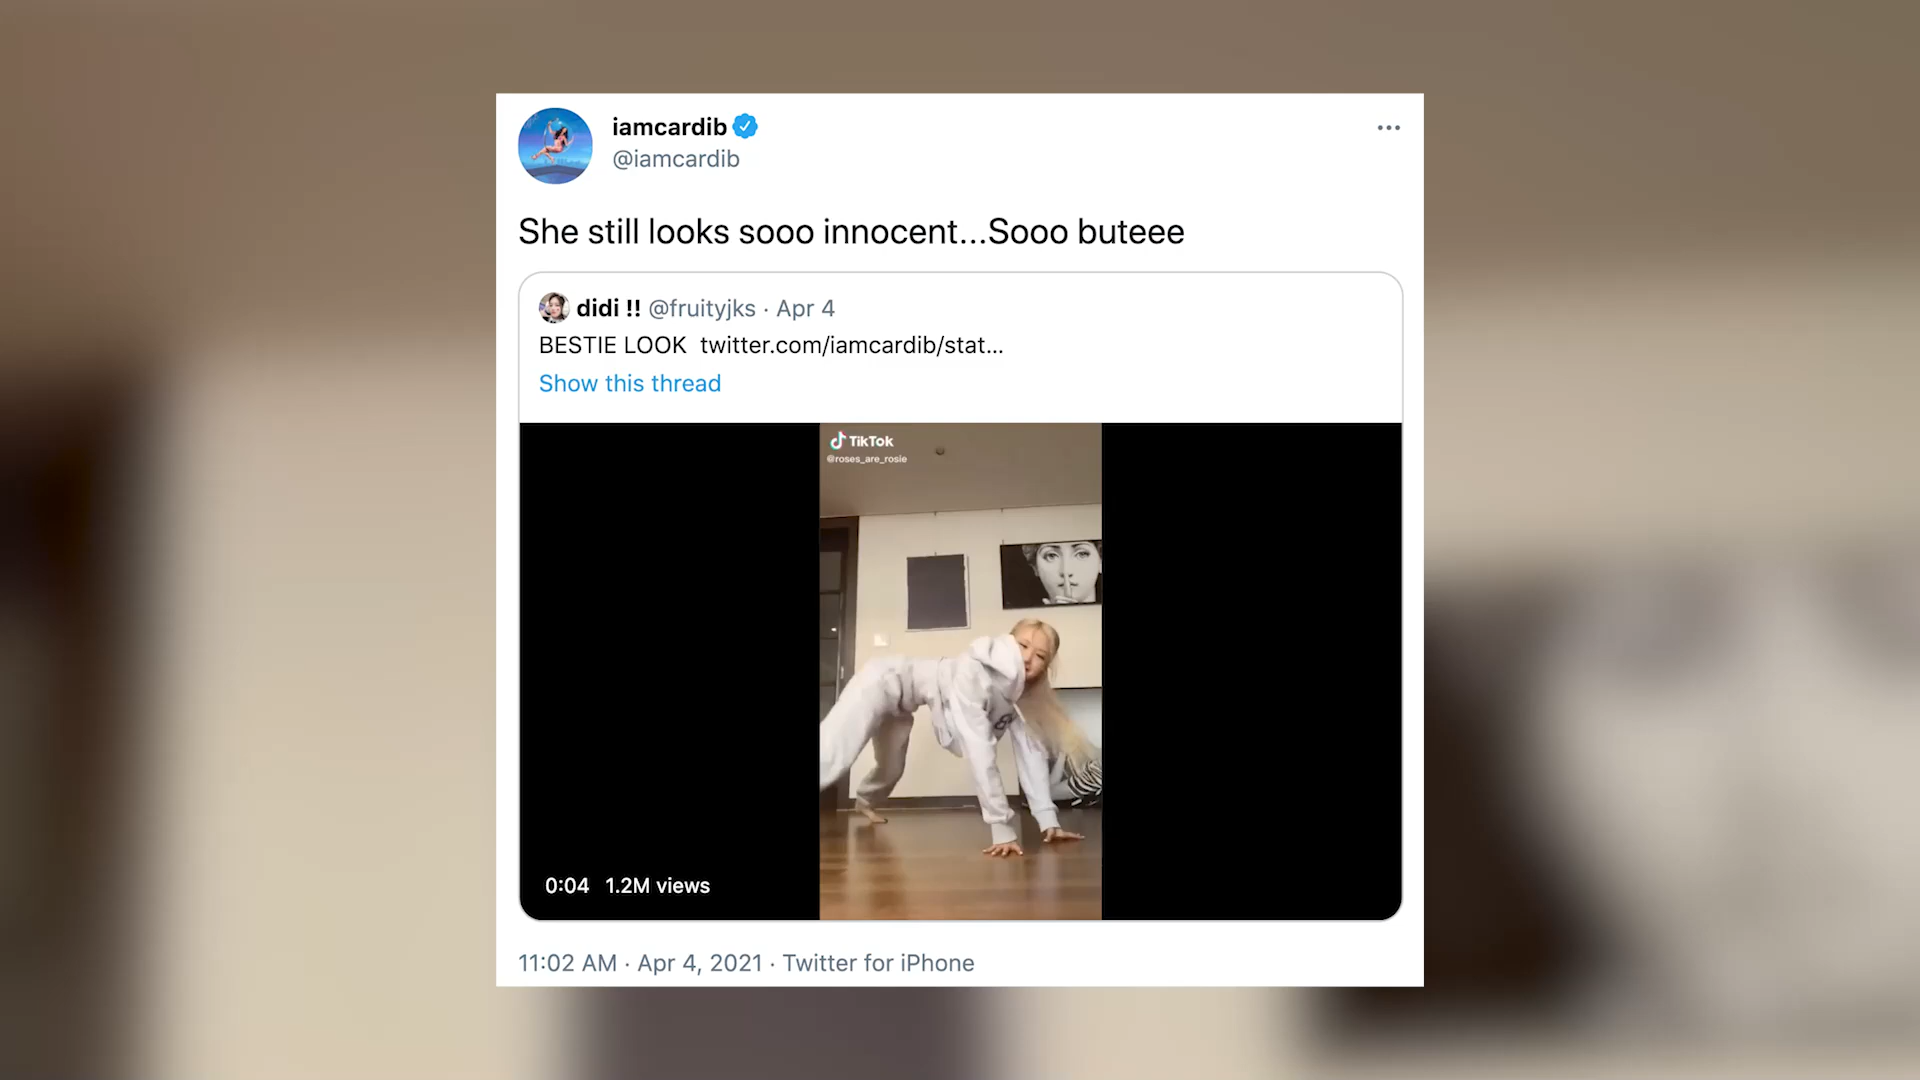 iamcardib
@iamcardib
She still looks sooo innocent...Sooo buteee
didi !! @fruityjks · Apr 4
BESTIE LOOK twitter.com/iamcardib/stat...
Show this thread
TikTok
@roses_are_rosie
0:04 1.2M views
11:02 AM · Apr 4, 2021 · Twitter for iPhone